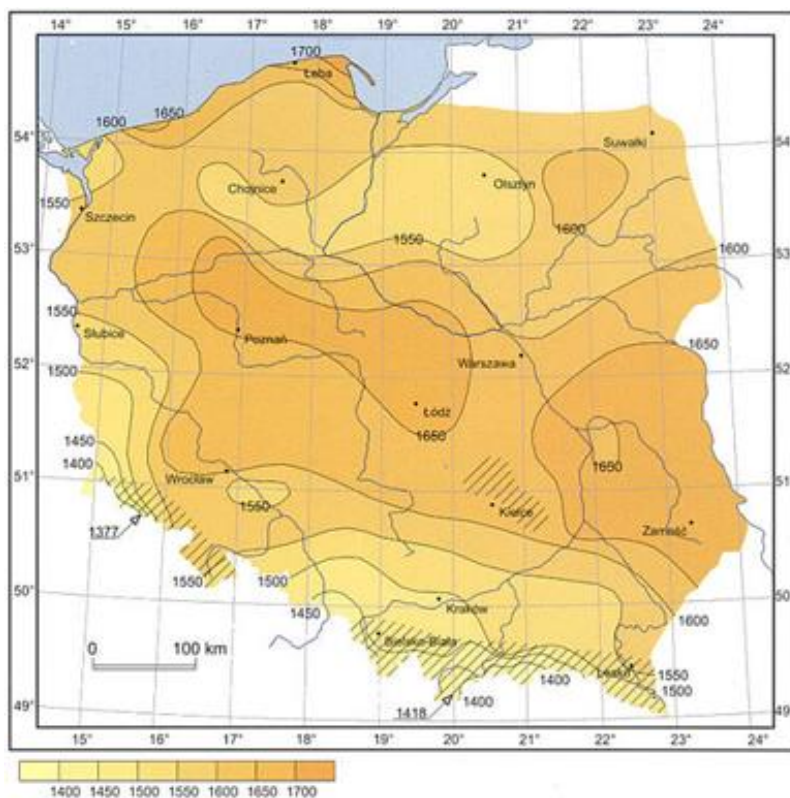 14° 15° 16° 17° 18° 19° 20° 21° 22° 23° 24°
1700
Łeba
1650
1600
54° 54
Suwałki
Chojnice
Olsztyn
1550
Szczecin
1600
1550
1600
53° 53
1550
Słubice
Poznań
1650
52° 52
Warszawa
1500
Łódź
1650
1450
1650
51° 51
1400
Wrocław
1550
Kielce
1377
Zamość
1550
1500
50° 50
1450
Kraków
1600
0 100 km
Bielsko-Biała
Lesko
1550
1400
1400
1500
49° 49
1418
15° 16° 17° 18° 19° 20° 21° 22° 23° 24°
1400 1450 1500 1550 1600 1650 1700